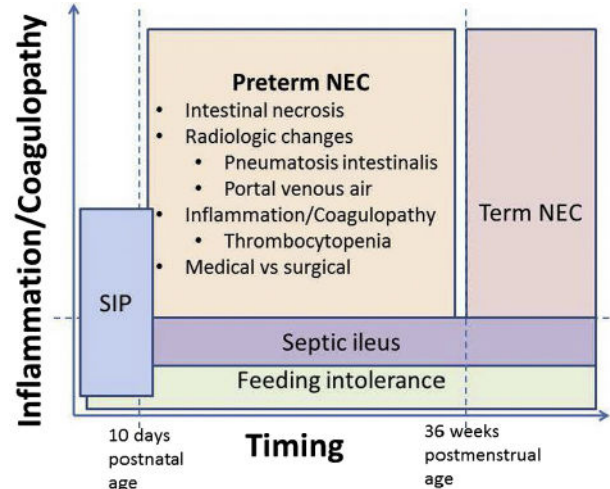 Inflammation/Coagulopathy
Preterm NEC
• Intestinal necrosis
• Radiologic changes
• Pneumatosis intestinalis
• Portal venous air
• Inflammation/Coagulopathy
• Thrombocytopenia
• Medical vs surgical
Term NEC
SIP
Septic ileus
Feeding intolerance
10 days
postnatal
age
Timing
36 weeks
postmenstrual
age